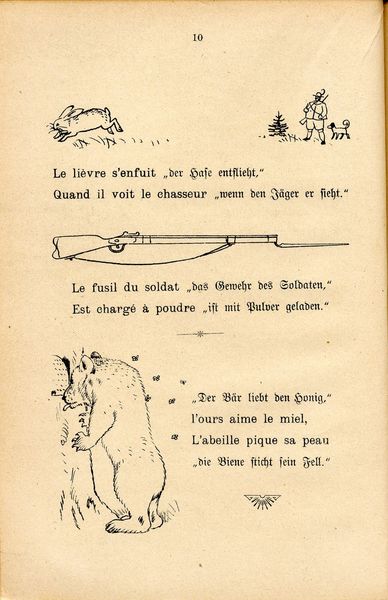 10
Le lièvre s'enfuit „der Hase entflieht,“
Quand il voit le chasseur „wenn den Jäger er sieht.“
Le fusil du soldat „das Gewehr des Soldaten,“
Est chargé à poudre „ist mit Pulver geladen.“
„Der Bär liebt den Honig,“
l'ours aime le miel,
L'abeille pique sa peau
„die Biene sticht sein Fell.“